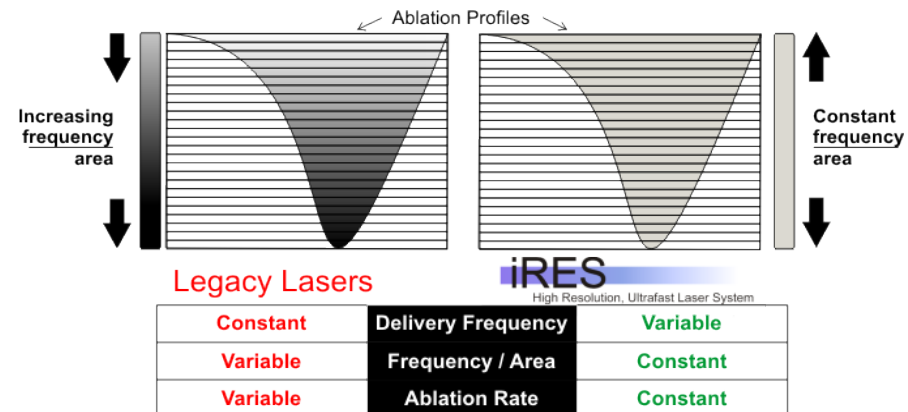 Ablation Profiles
Increasing
frequency
area
Constant
frequency
area
Legacy Lasers
iRES
High Resolution, Ultrafast Laser System
Constant Delivery Frequency Variable
Variable Frequency / Area Constant
Variable Ablation Rate Constant